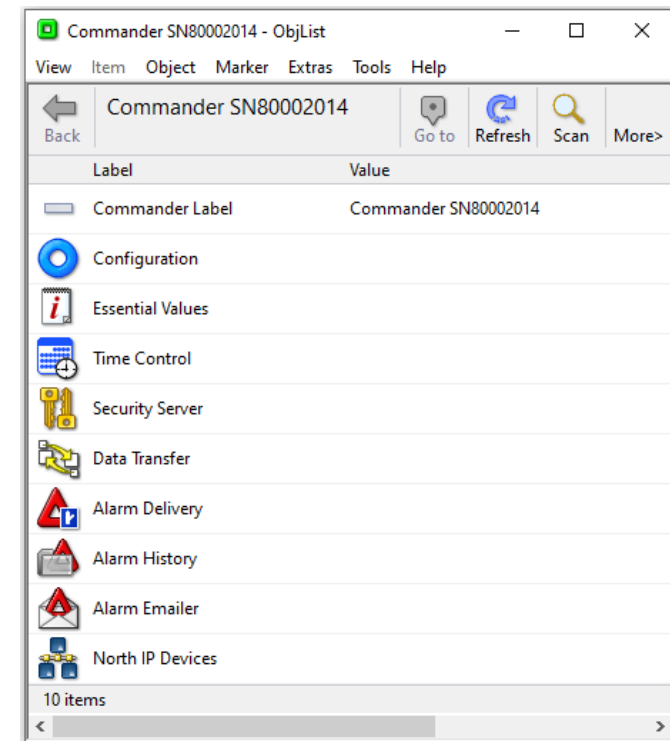 Commander SN80002014 - ObjList
View Item Object Marker Extras Tools Help
Back Commander SN80002014 Go to Refresh Scan More>
Label Value
Commander Label Commander SN80002014
Configuration
Essential Values
Time Control
Security Server
Data Transfer
Alarm Delivery
Alarm History
Alarm Emailer
North IP Devices
10 items